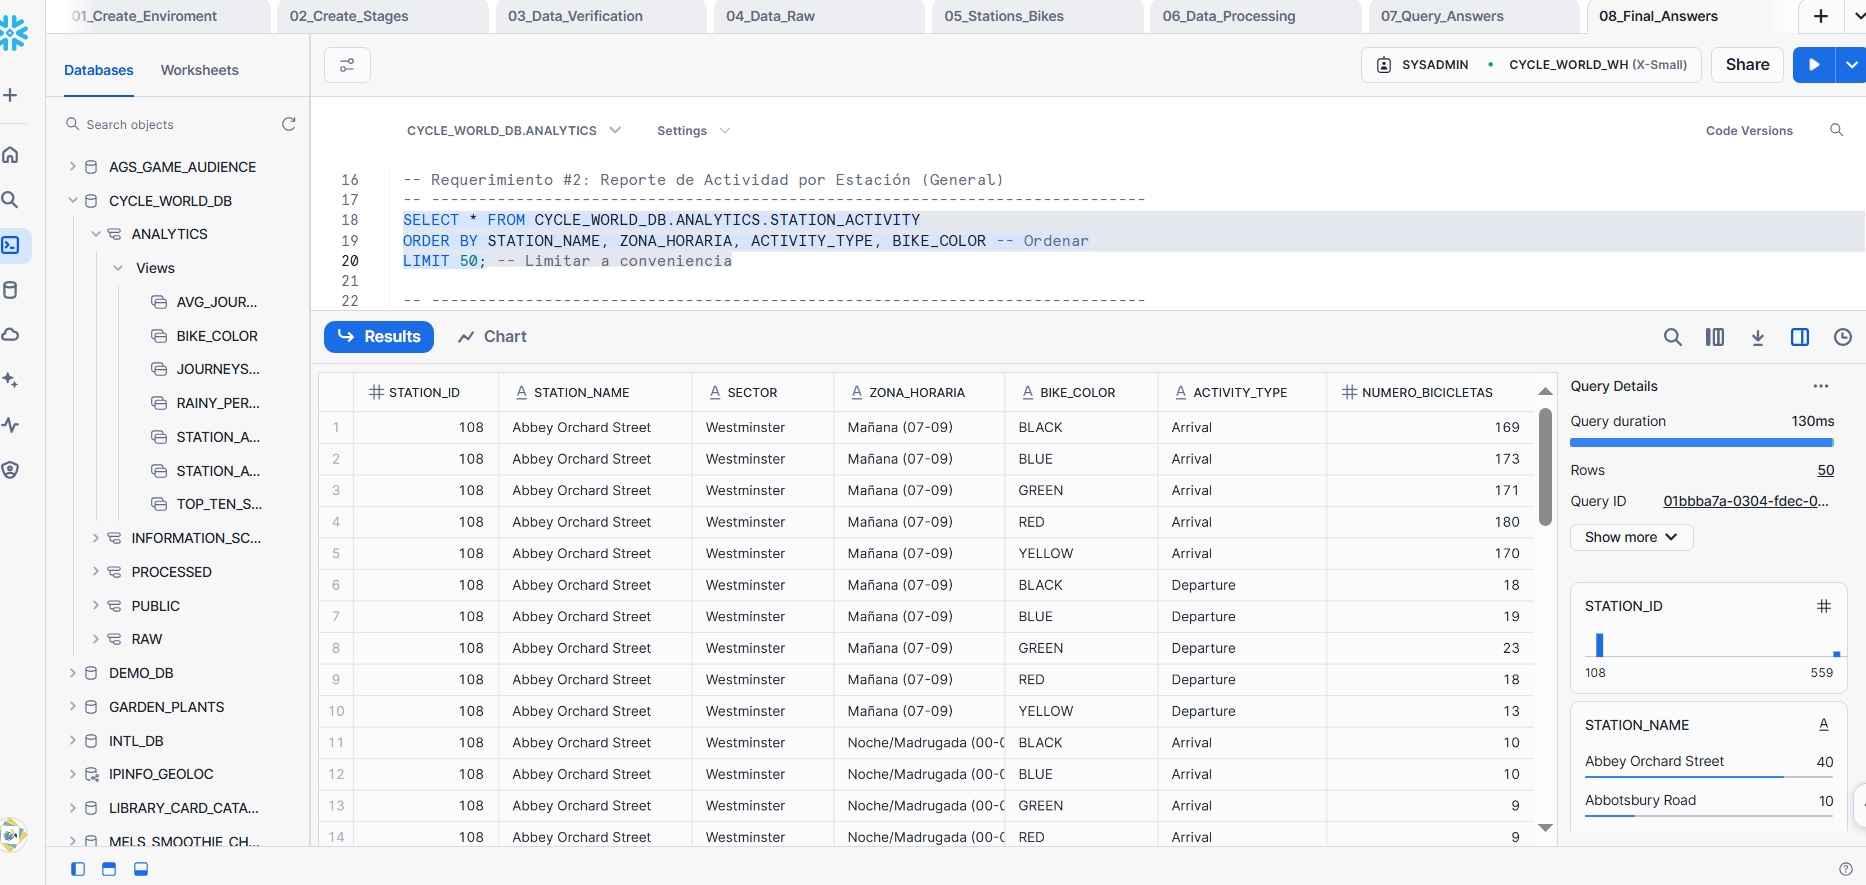 01_Create_Enviroment
02_Create_Stages
03_Data_Verification
04_Data_Raw
05_Stations_Bikes
06_Data_Processing
07_Query_Answers
08_Final_Answers
Databases
Worksheets
Search objects
AGS_GAME_AUDIENCE
CYCLE_WORLD_DB
ANALYTICS
Views
AVG_JOUR...
BIKE_COLOR
JOURNEYS...
RAINY_PER...
STATION_A...
STATION_A...
TOP_TEN_S...
INFORMATION_SC...
PROCESSED
PUBLIC
RAW
DEMO_DB
GARDEN_PLANTS
INTL_DB
IPINFO_GEOLOC
LIBRARY_CARD_CATA...
MELS_SMOOTHIE_CH...
SYSADMIN • CYCLE_WORLD_WH (X-Small)
Share
CYCLE_WORLD_DB.ANALYTICS
Settings
Code Versions
16 -- Requerimiento #2: Reporte de Actividad por Estación (General)
17 -- -----------------------------------------------------------------------------
18 SELECT * FROM CYCLE_WORLD_DB.ANALYTICS.STATION_ACTIVITY
19 ORDER BY STATION_NAME, ZONA_HORARIA, ACTIVITY_TYPE, BIKE_COLOR -- Ordenar
20 LIMIT 50; -- Limitar a conveniencia
21
22 -- -----------------------------------------------------------------------------
Results
Chart
STATION_ID STATION_NAME SECTOR ZONA_HORARIA BIKE_COLOR ACTIVITY_TYPE NUMERO_BICICLETAS
1 108 Abbey Orchard Street Westminster Mañana (07-09) BLACK Arrival 169
2 108 Abbey Orchard Street Westminster Mañana (07-09) BLUE Arrival 173
3 108 Abbey Orchard Street Westminster Mañana (07-09) GREEN Arrival 171
4 108 Abbey Orchard Street Westminster Mañana (07-09) RED Arrival 180
5 108 Abbey Orchard Street Westminster Mañana (07-09) YELLOW Arrival 170
6 108 Abbey Orchard Street Westminster Mañana (07-09) BLACK Departure 18
7 108 Abbey Orchard Street Westminster Mañana (07-09) BLUE Departure 19
8 108 Abbey Orchard Street Westminster Mañana (07-09) GREEN Departure 23
9 108 Abbey Orchard Street Westminster Mañana (07-09) RED Departure 18
10 108 Abbey Orchard Street Westminster Mañana (07-09) YELLOW Departure 13
11 108 Abbey Orchard Street Westminster Noche/Madrugada (00-0 BLACK Arrival 10
12 108 Abbey Orchard Street Westminster Noche/Madrugada (00-0 BLUE Arrival 10
13 108 Abbey Orchard Street Westminster Noche/Madrugada (00-0 GREEN Arrival 9
14 108 Abbey Orchard Street Westminster Noche/Madrugada (00-0 RED Arrival 9
Query Details
Query duration 130ms
Rows 50
Query ID 01bbba7a-0304-fdec-0...
Show more
STATION_ID
108 559
STATION_NAME
Abbey Orchard Street 40
Abbotsbury Road 10